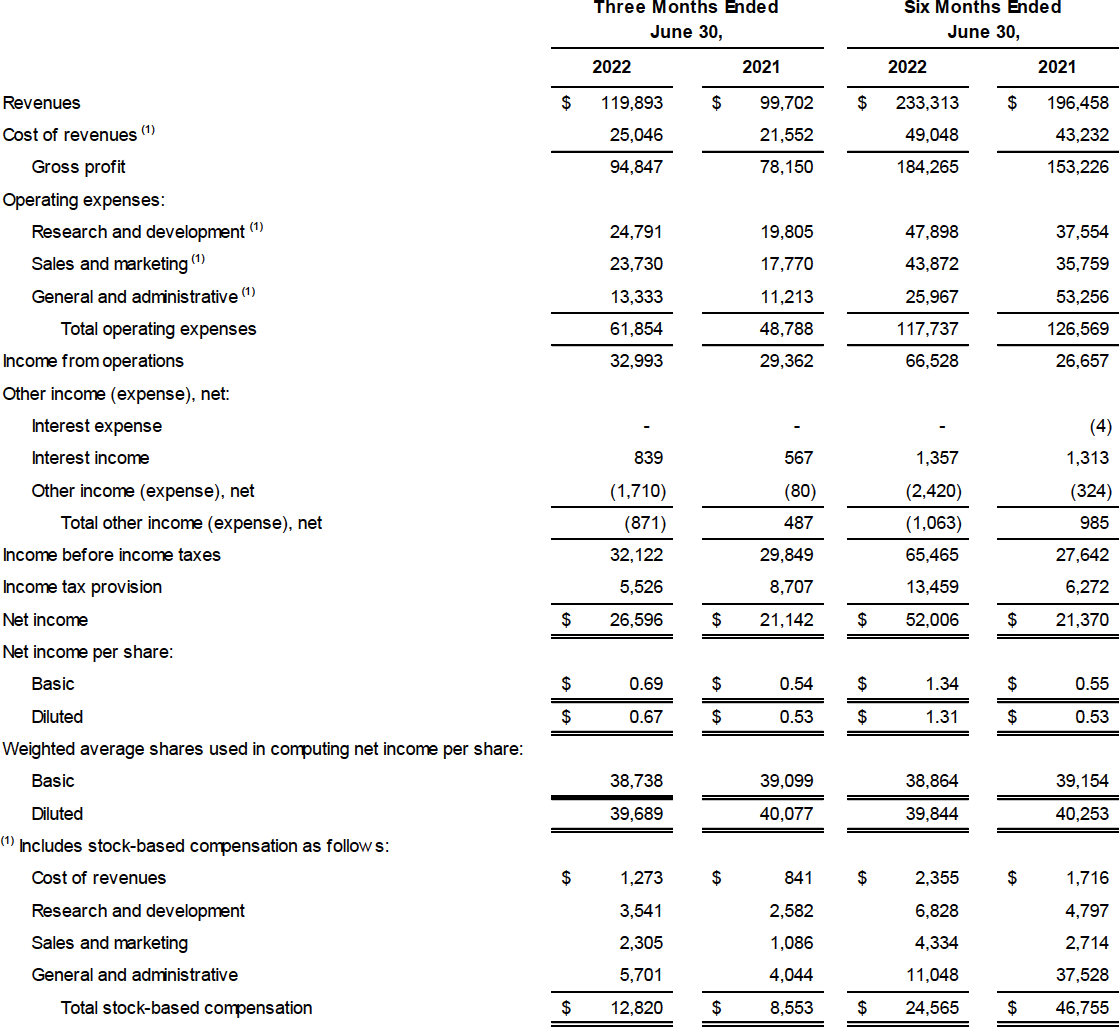 Three Months Ended Six Months Ended
June 30, June 30,
2022 2021 2022 2021
Revenues $ 119,893 $ 99,702 $ 233,313 $ 196,458
Cost of revenues (1) 25,046 21,552 49,048 43,232
Gross profit 94,847 78,150 184,265 153,226
Operating expenses:
Research and development (1) 24,791 19,805 47,898 37,554
Sales and marketing (1) 23,730 17,770 43,872 35,759
General and administrative (1) 13,333 11,213 25,967 53,256
Total operating expenses 61,854 48,788 117,737 126,569
Income from operations 32,993 29,362 66,528 26,657
Other income (expense), net:
Interest expense - - - (4)
Interest income 839 567 1,357 1,313
Other income (expense), net (1,710) (80) (2,420) (324)
Total other income (expense), net (871) 487 (1,063) 985
Income before income taxes 32,122 29,849 65,465 27,642
Income tax provision 5,526 8,707 13,459 6,272
Net income $ 26,596 $ 21,142 $ 52,006 $ 21,370
Net income per share:
Basic $ 0.69 $ 0.54 $ 1.34 $ 0.55
Diluted $ 0.67 $ 0.53 $ 1.31 $ 0.53
Weighted average shares used in computing net income per share:
Basic 38,738 39,099 38,864 39,154
Diluted 39,689 40,077 39,844 40,253
(1) Includes stock-based compensation as follows:
Cost of revenues $ 1,273 $ 841 $ 2,355 $ 1,716
Research and development 3,541 2,582 6,828 4,797
Sales and marketing 2,305 1,086 4,334 2,714
General and administrative 5,701 4,044 11,048 37,528
Total stock-based compensation $ 12,820 $ 8,553 $ 24,565 $ 46,755